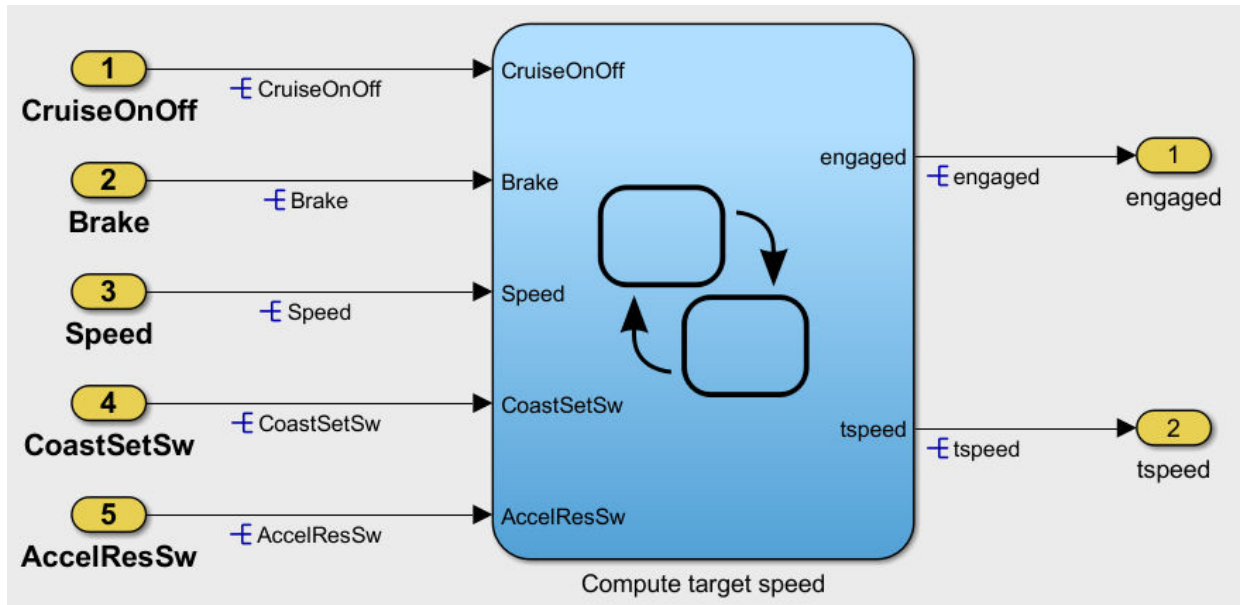 1
CruiseOnOff
CruiseOnOff
CruiseOnOff
2
Brake
Brake
Brake
3
Speed
Speed
Speed
4
CoastSetSw
CoastSetSw
CoastSetSw
5
AccelResSw
AccelResSw
AccelResSw
engaged
engaged
1
engaged
tspeed
tspeed
2
tspeed
Compute target speed